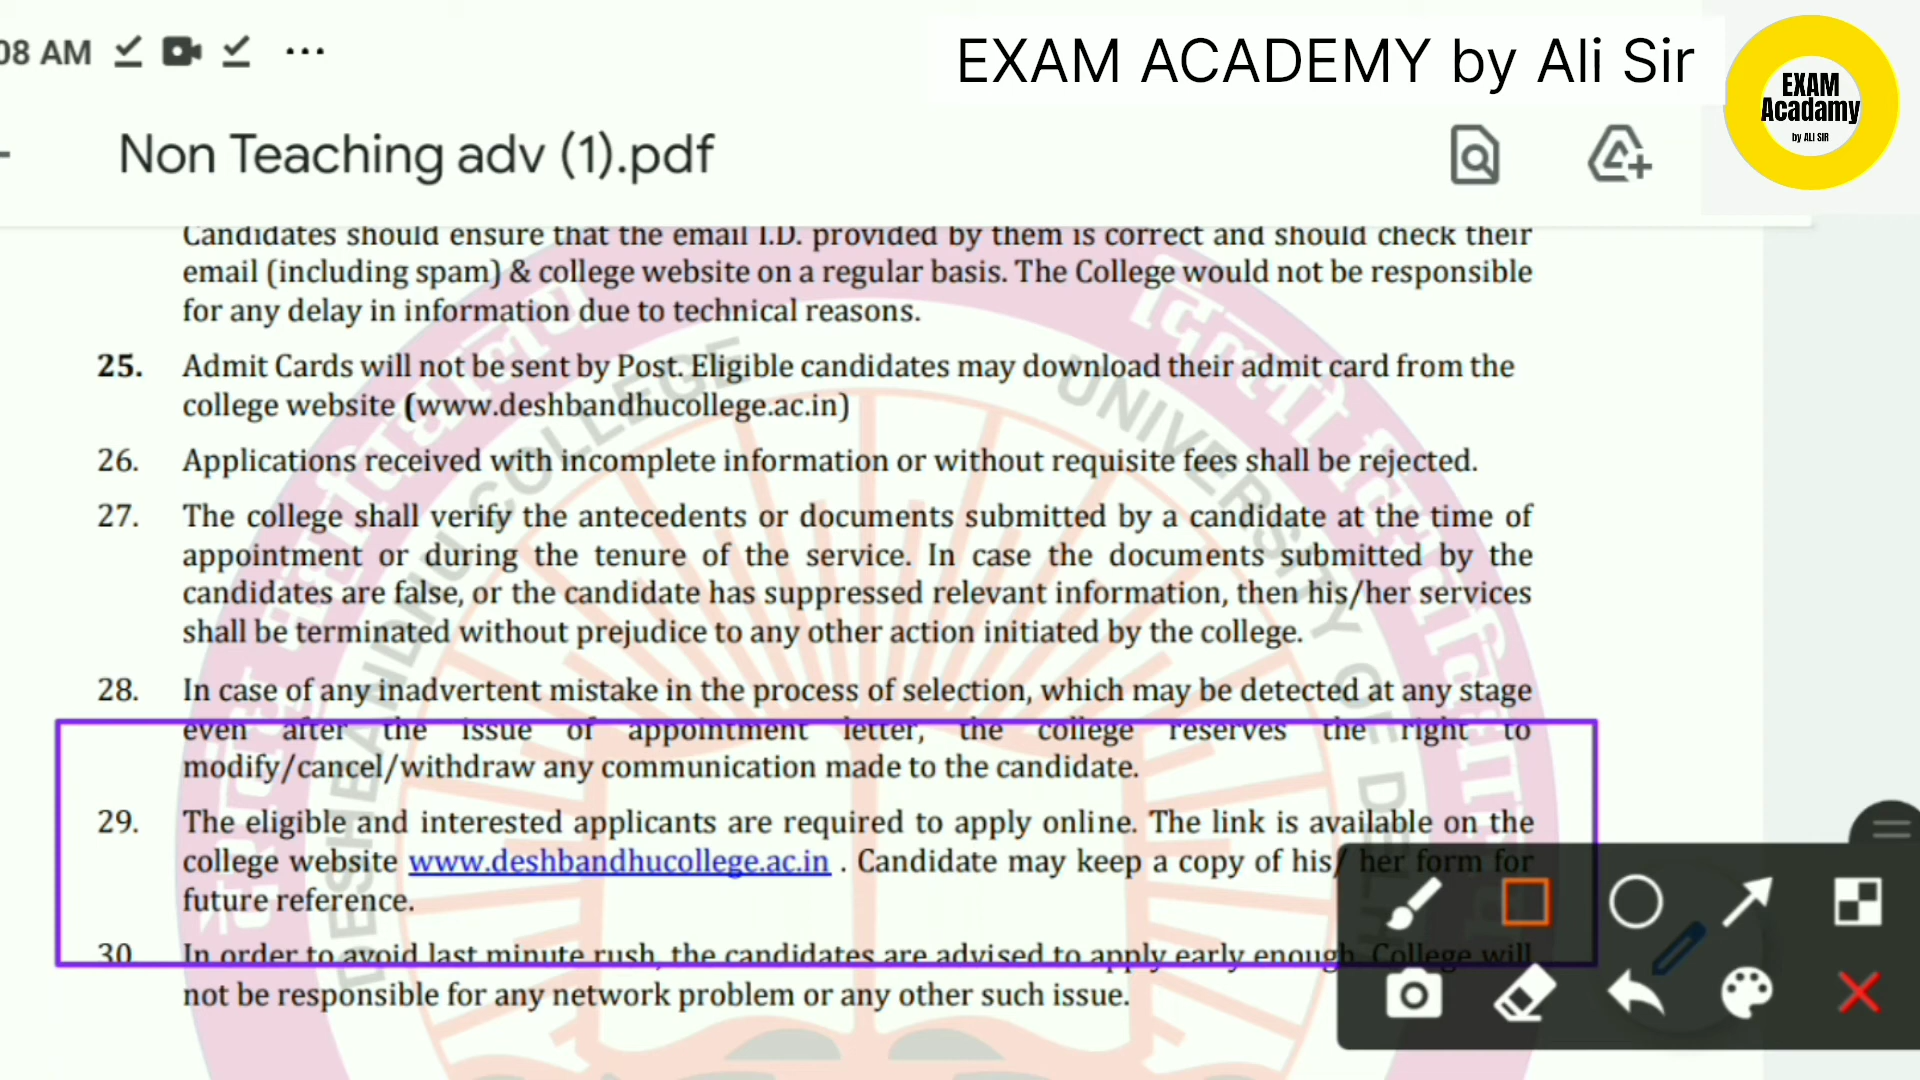 08 AM
EXAM ACADEMY by Ali Sir
EXAM
Acadamy
by ALI SIR
Non Teaching adv (1).pdf
Candidates should ensure that the email I.D. provided by them is correct and should check their
email (including spam) & college website on a regular basis. The College would not be responsible
for any delay in information due to technical reasons.
25. Admit Cards will not be sent by Post. Eligible candidates may download their admit card from the
college website (www.deshbandhucollege.ac.in)
26. Applications received with incomplete information or without requisite fees shall be rejected.
27. The college shall verify the antecedents or documents submitted by a candidate at the time of
appointment or during the tenure of the service. In case the documents submitted by the
candidates are false, or the candidate has suppressed relevant information, then his/her services
shall be terminated without prejudice to any other action initiated by the college.
28. In case of any inadvertent mistake in the process of selection, which may be detected at any stage
even after the issue of appointment letter, the college reserves the right to
modify/cancel/withdraw any communication made to the candidate.
29. The eligible and interested applicants are required to apply online. The link is available on the
college website www.deshbandhucollege.ac.in . Candidate may keep a copy of his/ her form for
future reference.
30 In order to avoid last minute rush, the candidates are advised to apply early enough. College will
not be responsible for any network problem or any other such issue.
DESHBANDHU COLLEGE
UNIVERSITY OF DEL